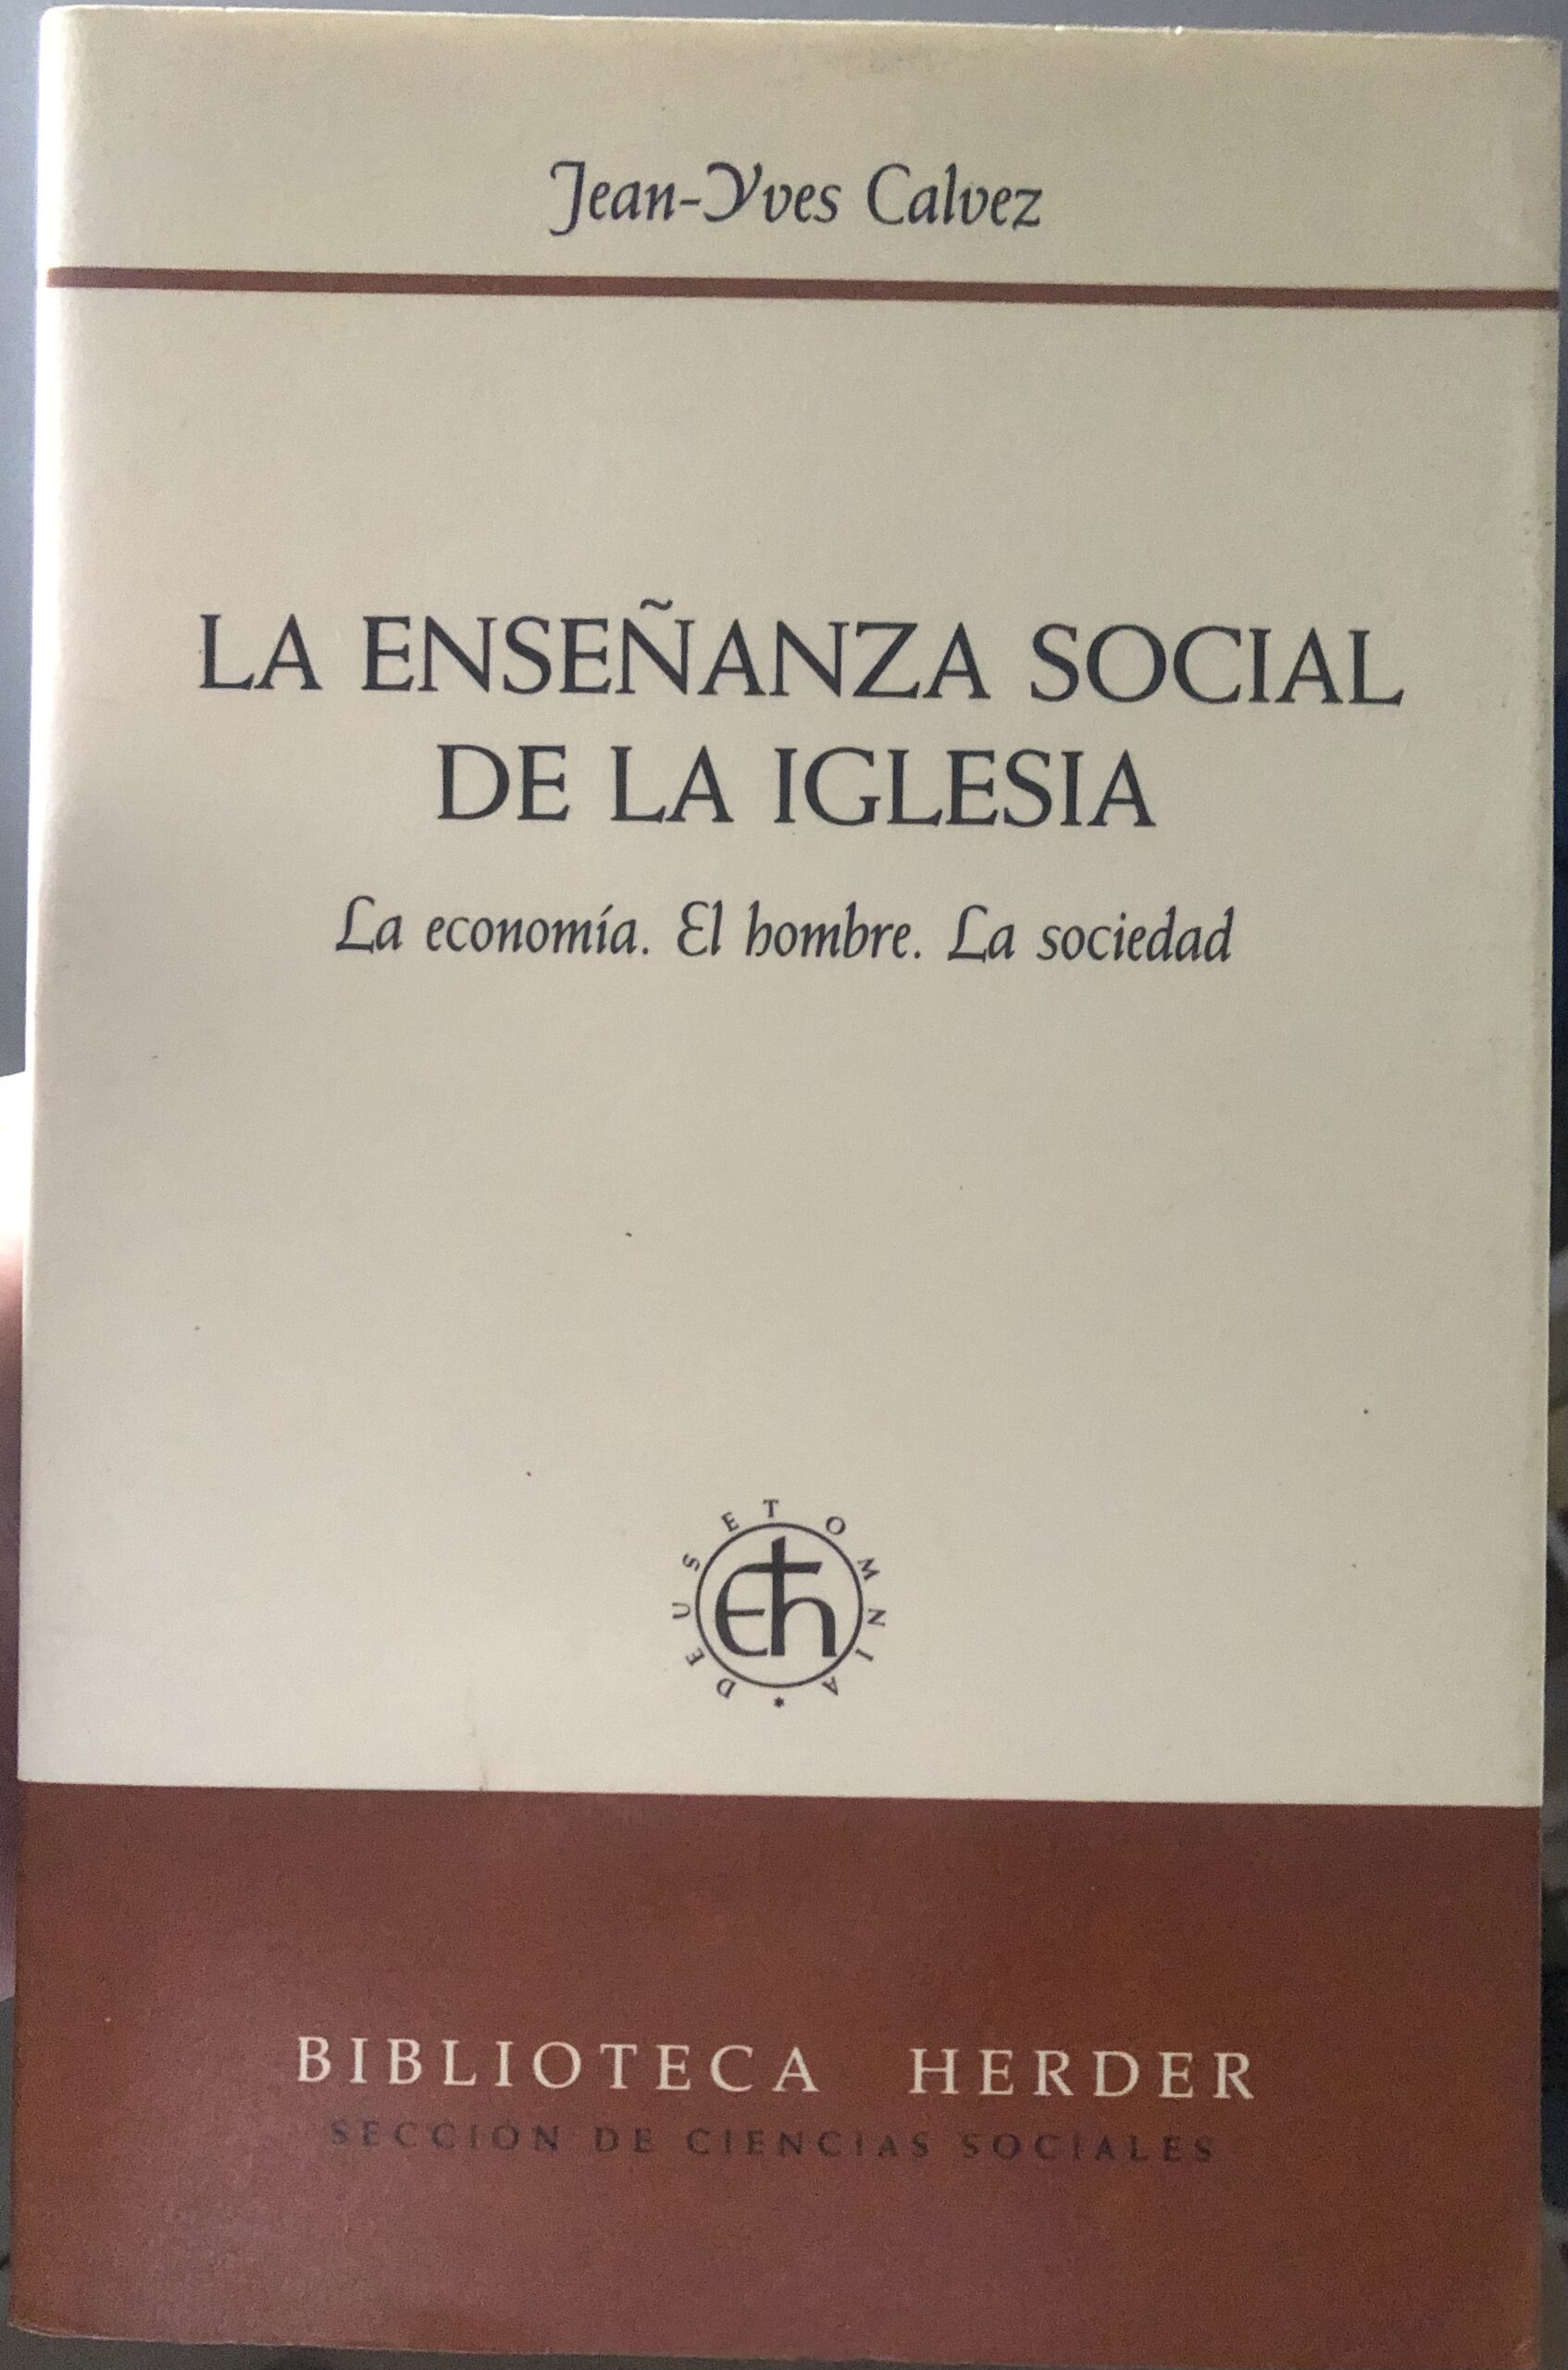 Jean-Yves Calvez
LA ENSEÑANZA SOCIAL
DE LA IGLESIA
La economía. El hombre. La sociedad
DEUS ET OMNIA *
Eh
BIBLIOTECA HERDER
SECCIÓN DE CIENCIAS SOCIALES